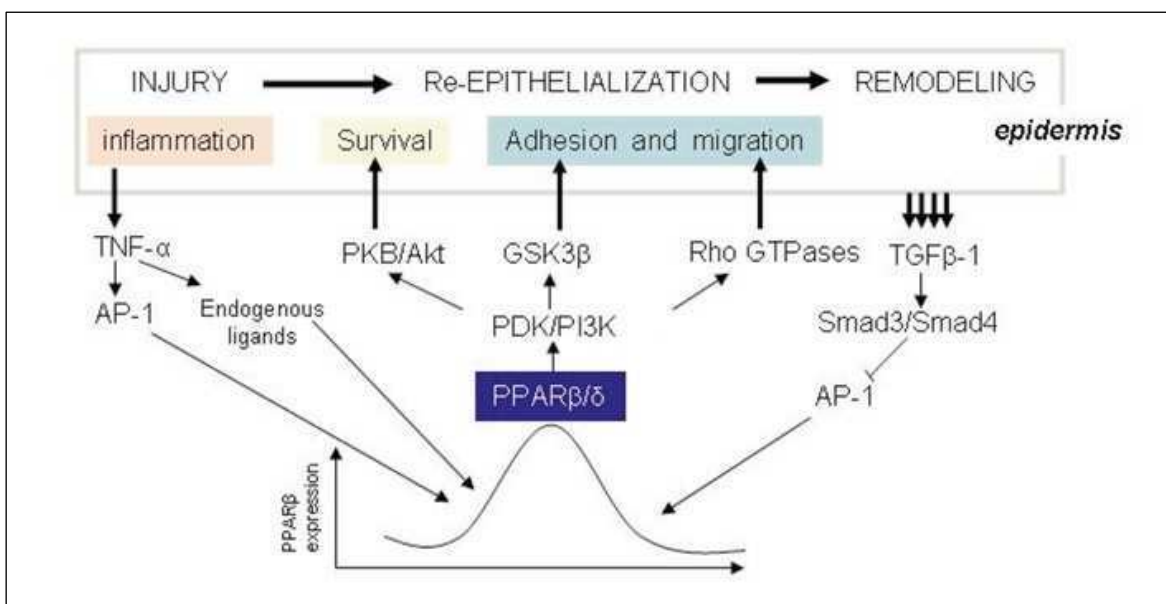 INJURY Re-EPITHELIALIZATION REMODELING
inflammation Survival Adhesion and migration
epidermis
TNF-α PKB/Akt GSK3β Rho GTPases TGFβ-1
AP-1 Endogenous
ligands
PDK/PI3K
Smad3/Smad4
PPARβ/δ
AP-1
PPARβ
expression